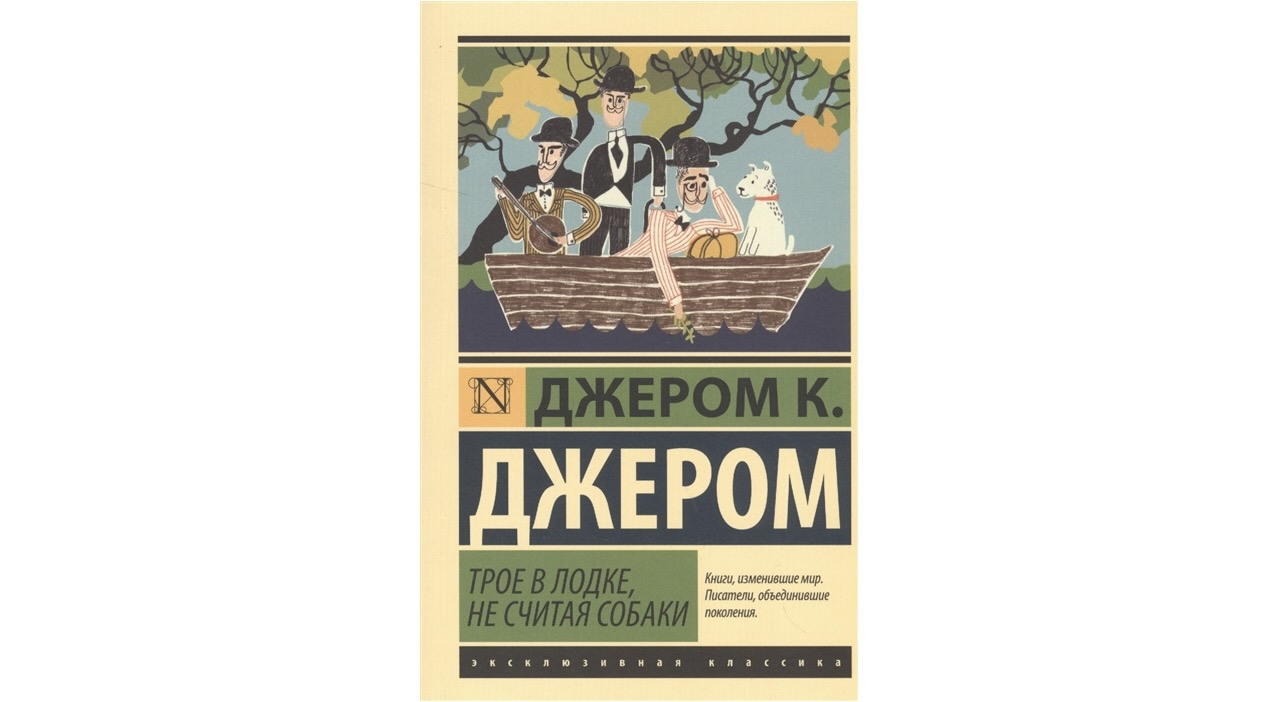 N
ДЖЕРОМ К.
ДЖЕРОМ
ТРОЕ В ЛОДКЕ,
НЕ СЧИТАЯ СОБАКИ
Книги, изменившие мир.
Писатели, объединившие
поколения.
эксклюзивная классика